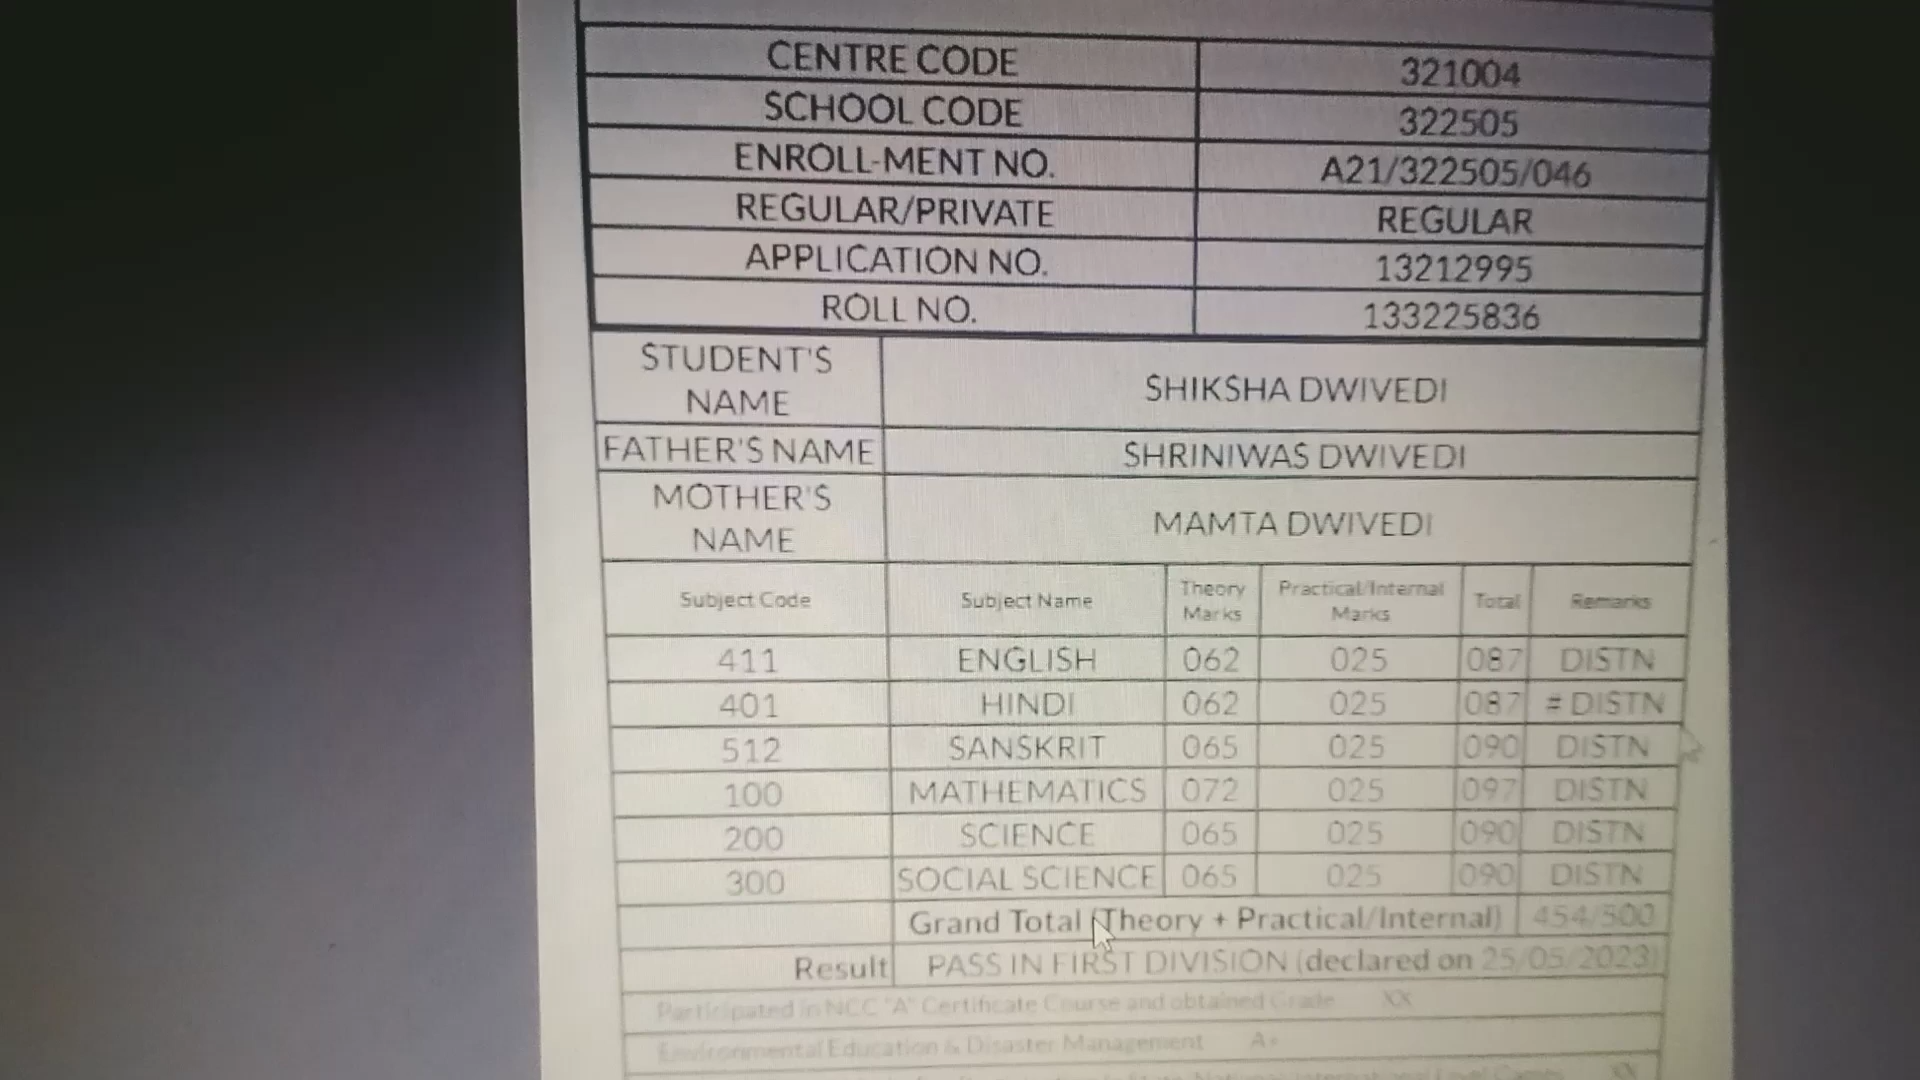 CENTRE CODE 321004
SCHOOL CODE 322505
ENROLL-MENT NO. A21/322505/046
REGULAR/PRIVATE REGULAR
APPLICATION NO. 13212995
ROLL NO. 133225836
STUDENT'S NAME SHIKSHA DWIVEDI
FATHER'S NAME SHRINIWAS DWIVEDI
MOTHER'S NAME MAMTA DWIVEDI
Subject Code Subject Name Theory Marks Practical/Internal Marks Total Remarks
411 ENGLISH 062 025 087 DISTN
401 HINDI 062 025 087 # DISTN
512 SANSKRIT 065 025 090 DISTN
100 MATHEMATICS 072 025 097 DISTN
200 SCIENCE 065 025 090 DISTN
300 SOCIAL SCIENCE 065 025 090 DISTN
Grand Total (Theory + Practical/Internal) 454/500
Result PASS IN FIRST DIVISION (declared on 25/05/2023)
Participated in NCC "A" Certificate Course and obtained Grade XX
Environmental Education & Disaster Management A+